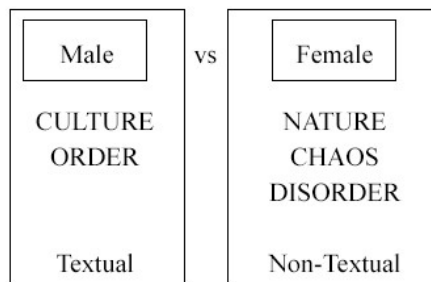 Male vs Female
CULTURE NATURE
ORDER CHAOS
DISORDER
Textual Non-Textual